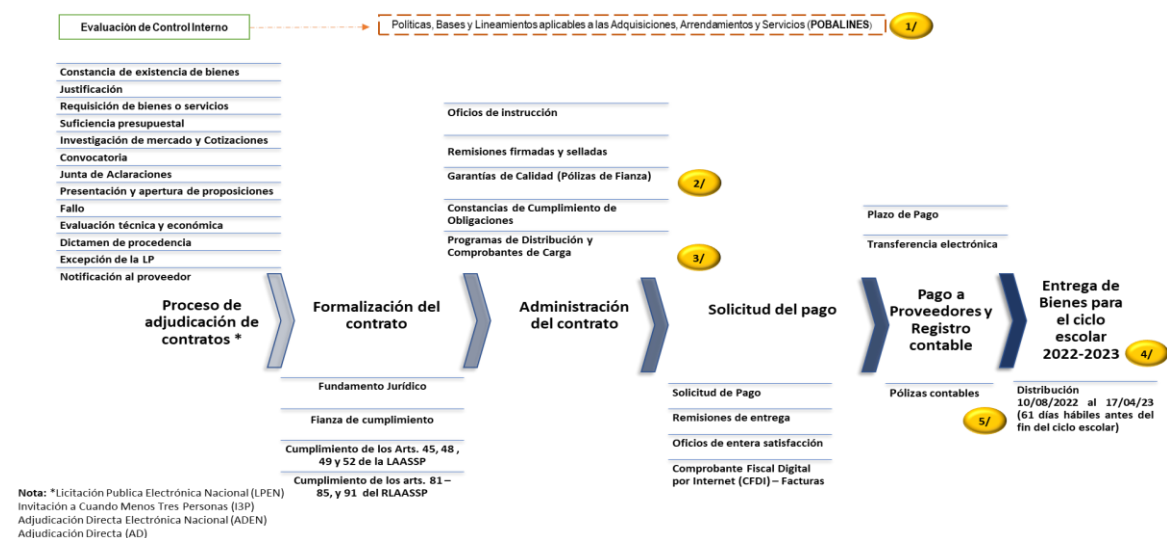 Evaluación de Control Interno
Políticas, Bases y Lineamientos aplicables a las Adquisiciones, Arrendamientos y Servicios (POBALINES)
1/
Constancia de existencia de bienes
Justificación
Requisición de bienes o servicios
Suficiencia presupuestal
Investigación de mercado y Cotizaciones
Convocatoria
Junta de Aclaraciones
Presentación y apertura de proposiciones
Fallo
Evaluación técnica y económica
Dictamen de procedencia
Excepción de la LP
Notificación al proveedor
Oficios de instrucción
Remisiones firmadas y selladas
Garantías de Calidad (Pólizas de Fianza)
2/
Constancias de Cumplimiento de
Obligaciones
Programas de Distribución y
Comprobantes de Carga
3/
Plazo de Pago
Transferencia electrónica
Proceso de
adjudicación de
contratos *
Formalización del
contrato
Administración
del contrato
Solicitud del pago
Pago a
Proveedores y
Registro
contable
Entrega de
Bienes para
el ciclo
escolar
2022-2023
4/
Fundamento Jurídico
Fianza de cumplimiento
Cumplimiento de los Arts. 45, 48 ,
49 y 52 de la LAASSP
Cumplimiento de los arts. 81–
85, y 91 del RLAASSP
Solicitud de Pago
Remisiones de entrega
Oficios de entera satisfacción
Comprobante Fiscal Digital
por Internet (CFDI) – Facturas
Pólizas contables
5/
Distribución
10/08/2022 al 17/04/23
(61 días hábiles antes del
fin del ciclo escolar)
Nota: *Licitación Publica Electrónica Nacional (LPEN)
Invitación a Cuando Menos Tres Personas (I3P)
Adjudicación Directa Electrónica Nacional (ADEN)
Adjudicación Directa (AD)